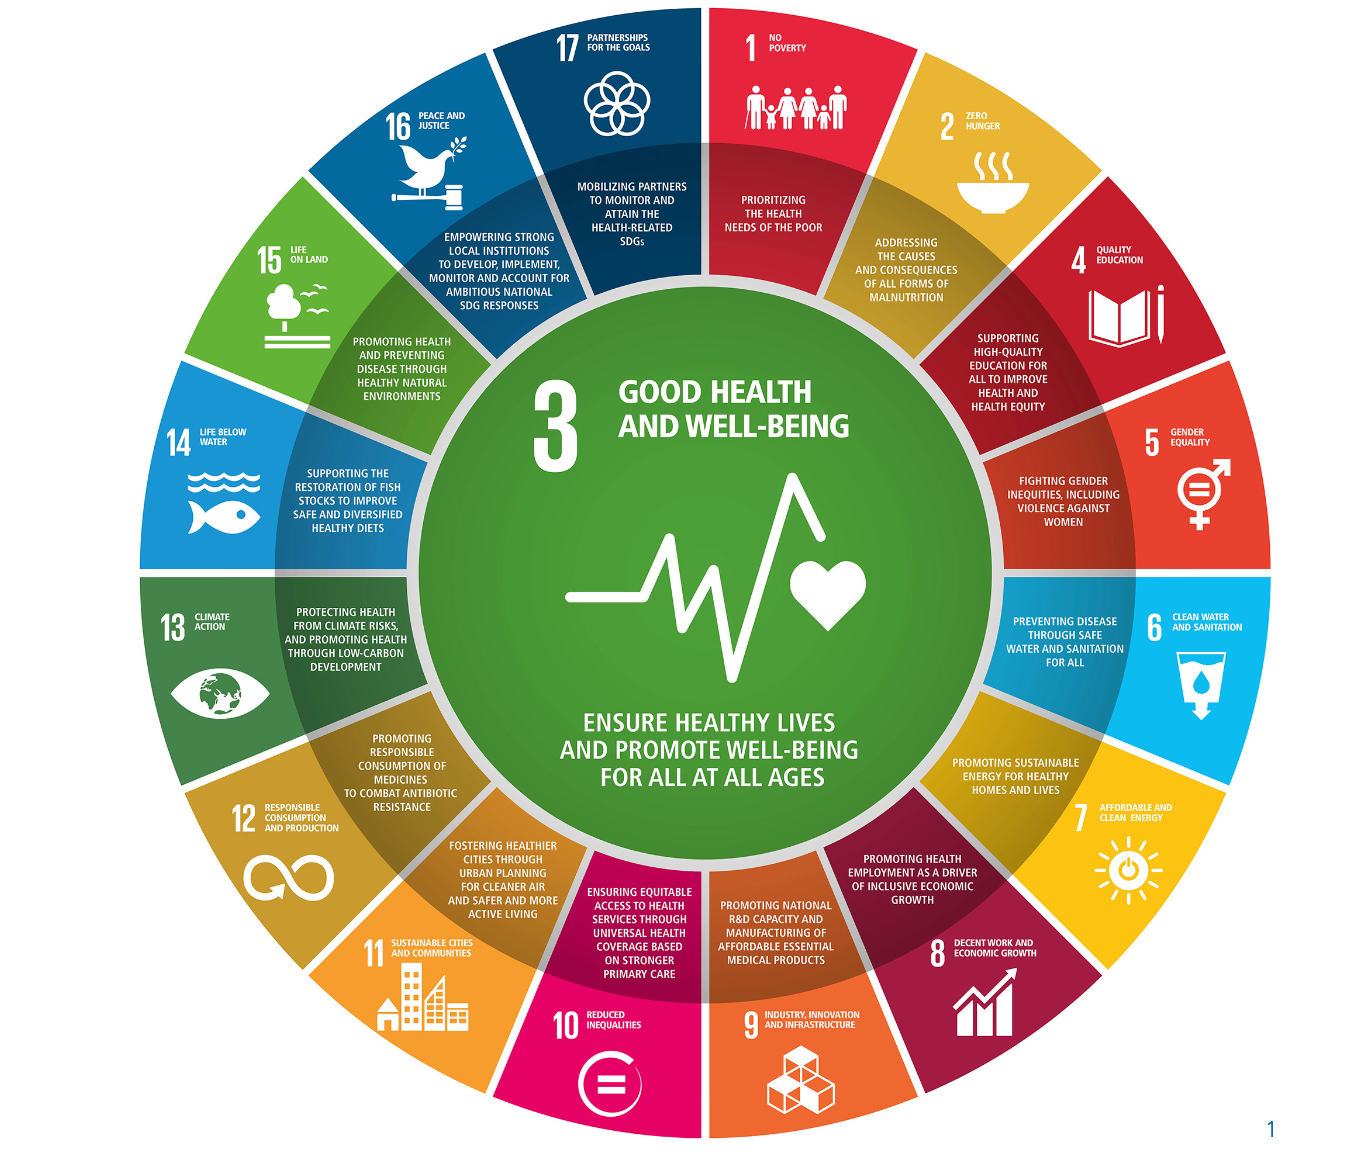 17
PARTNERSHIPS
FOR THE GOALS
MOBILIZING PARTNERS
TO MONITOR AND
ATTAIN THE
HEALTH-RELATED
SDGs
1
NO
POVERTY
PRIORITIZING
THE HEALTH
NEEDS OF THE POOR
2
ZERO
HUNGER
ADDRESSING
THE CAUSES
AND CONSEQUENCES
OF ALL FORMS OF
MALNUTRITION
4
QUALITY
EDUCATION
SUPPORTING
HIGH-QUALITY
EDUCATION FOR
ALL TO IMPROVE
HEALTH AND
HEALTH EQUITY
5
GENDER
EQUALITY
FIGHTING GENDER
INEQUITIES, INCLUDING
VIOLENCE AGAINST
WOMEN
6
CLEAN WATER
AND SANITATION
PREVENTING DISEASE
THROUGH SAFE
WATER AND SANITATION
FOR ALL
7
AFFORDABLE AND
CLEAN ENERGY
PROMOTING SUSTAINABLE
ENERGY FOR HEALTHY
HOMES AND LIVES
8
DECENT WORK AND
ECONOMIC GROWTH
PROMOTING HEALTH
EMPLOYMENT AS A DRIVER
OF INCLUSIVE ECONOMIC
GROWTH
9
INDUSTRY, INNOVATION
AND INFRASTRUCTURE
PROMOTING NATIONAL
R&D CAPACITY AND
MANUFACTURING OF
AFFORDABLE ESSENTIAL
MEDICAL PRODUCTS
10
REDUCED
INEQUALITIES
ENSURING EQUITABLE
ACCESS TO HEALTH
SERVICES THROUGH
UNIVERSAL HEALTH
COVERAGE BASED
ON STRONGER
PRIMARY CARE
11
SUSTAINABLE CITIES
AND COMMUNITIES
FOSTERING HEALTHIER
CITIES THROUGH
URBAN PLANNING
FOR CLEANER AIR
AND SAFER AND MORE
ACTIVE LIVING
12
RESPONSIBLE
CONSUMPTION
AND PRODUCTION
PROMOTING
RESPONSIBLE
CONSUMPTION OF
MEDICINES
TO COMBAT ANTIBIOTIC
RESISTANCE
13
CLIMATE
ACTION
PROTECTING HEALTH
FROM CLIMATE RISKS,
AND PROMOTING HEALTH
THROUGH LOW-CARBON
DEVELOPMENT
14
LIFE BELOW
WATER
SUPPORTING THE
RESTORATION OF FISH
STOCKS TO IMPROVE
SAFE AND DIVERSIFIED
HEALTHY DIETS
15
LIFE
ON LAND
PROMOTING HEALTH
AND PREVENTING
DISEASE THROUGH
HEALTHY NATURAL
ENVIRONMENTS
16
PEACE AND
JUSTICE
EMPOWERING STRONG
LOCAL INSTITUTIONS
TO DEVELOP, IMPLEMENT,
MONITOR AND ACCOUNT FOR
AMBITIOUS NATIONAL
SDG RESPONSES
3
GOOD HEALTH
AND WELL-BEING
ENSURE HEALTHY LIVES
AND PROMOTE WELL-BEING
FOR ALL AT ALL AGES
1